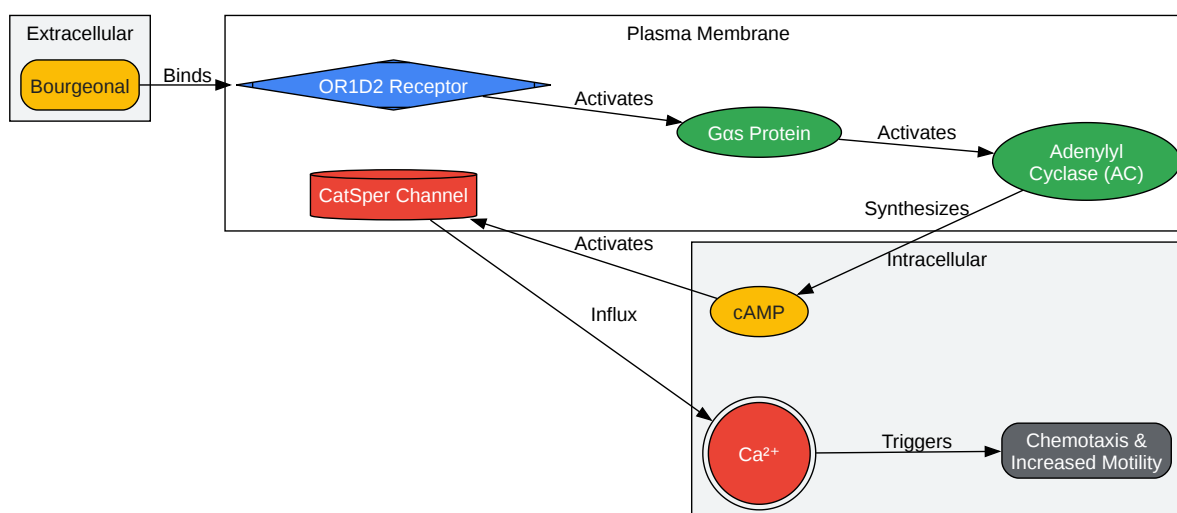 Extracellular
Plasma Membrane
Bourgeonal
Binds
OR1D2 Receptor
Activates
Gαs Protein
Activates
Adenylyl
Cyclase (AC)
CatSper Channel
Synthesizes
Activates
Intracellular
cAMP
Influx
Ca²⁺
Triggers
Chemotaxis &
Increased Motility